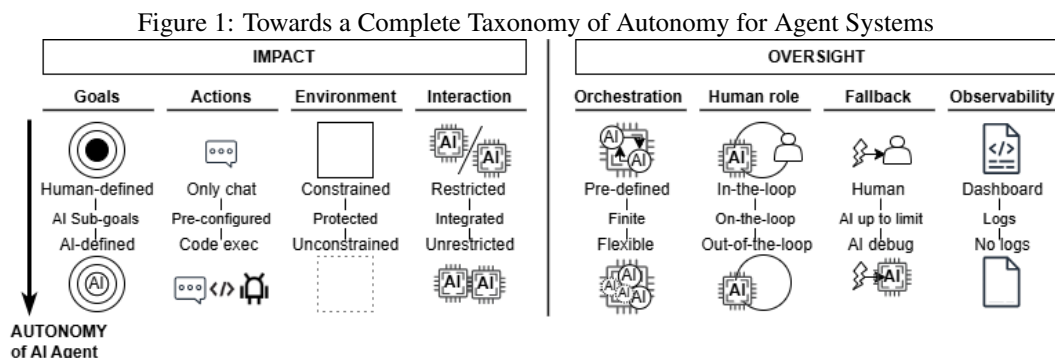 Figure 1: Towards a Complete Taxonomy of Autonomy for Agent Systems
IMPACT
OVERSIGHT
Goals Actions Environment Interaction Orchestration Human role Fallback Observability
AI AI AI AI AI </>
Human-defined Only chat Constrained Restricted Pre-defined In-the-loop Human Dashboard
AI Sub-goals Pre-configured Protected Integrated Finite On-the-loop AI up to limit Logs
AI-defined Code exec Unconstrained Unrestricted Flexible Out-of-the-loop AI debug No logs
AI </> AI AI AI AI AI AI AI AI
AUTONOMY
of AI Agent